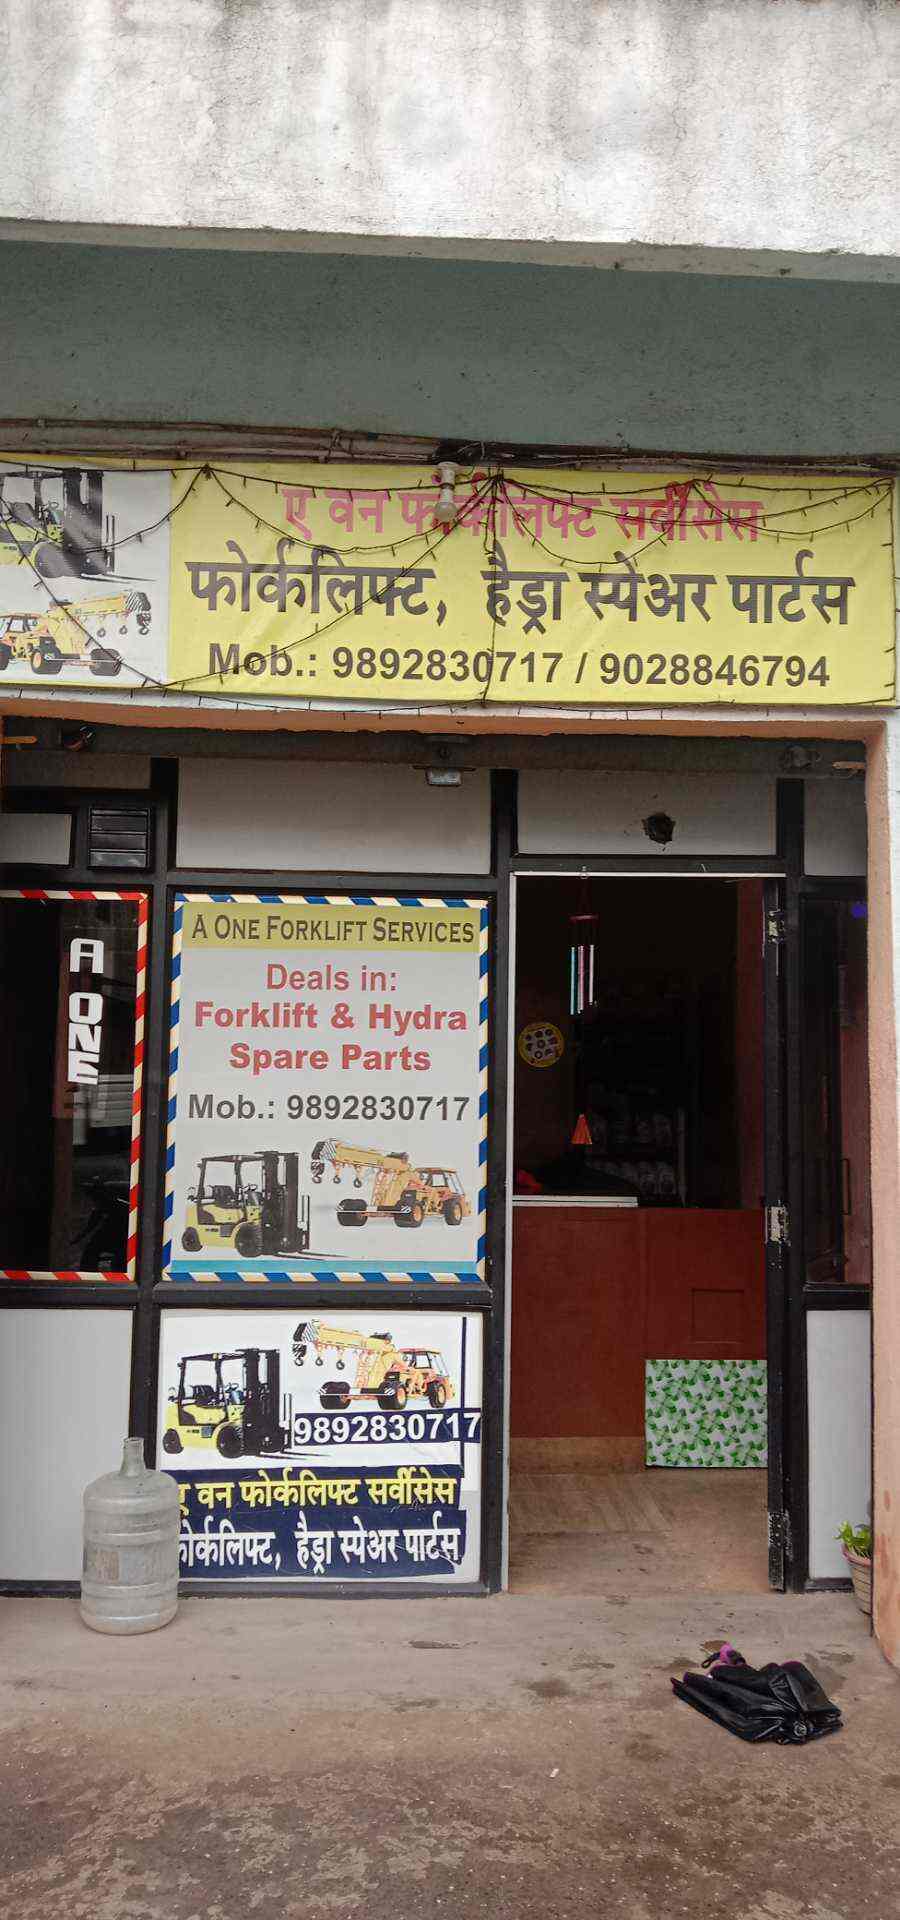 ए वन फोर्कलिफ्ट सर्वीसेस
फोर्कलिफ्ट, हैड्रा स्पेअर पार्टस
Mob.: 9892830717 / 9028846794
A ONE
A ONE FORKLIFT SERVICES
Deals in:
Forklift & Hydra
Spare Parts
Mob.: 9892830717
9892830717
ए वन फोर्कलिफ्ट सर्वीसेस
फोर्कलिफ्ट, हैड्रा स्पेअर पार्टस